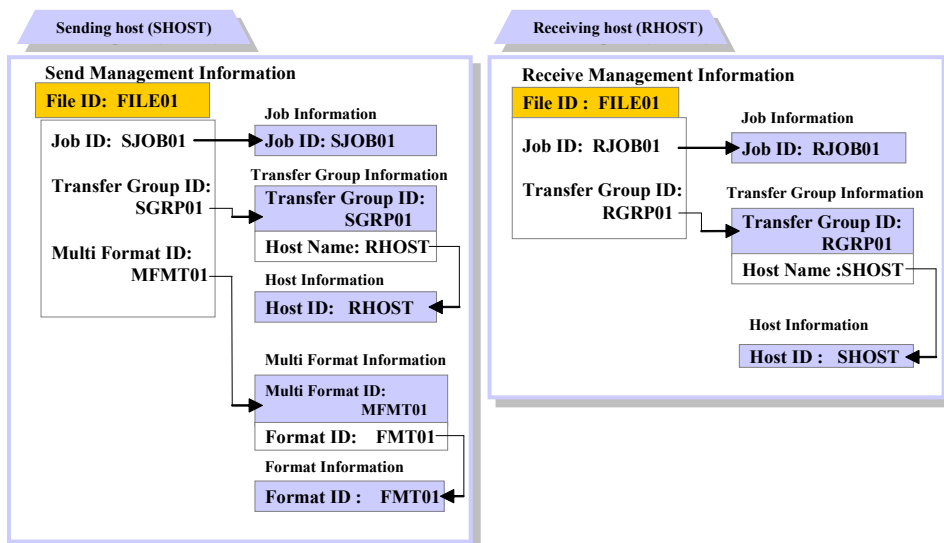 Sending host (SHOST)
Send Management Information
File ID: FILE01
Job ID: SJOB01
Transfer Group ID:
SGRP01
Multi Format ID:
MFMT01
Job Information
Job ID: SJOB01
Transfer Group Information
Transfer Group ID:
SGRP01
Host Name: RHOST
Host Information
Host ID: RHOST
Multi Format Information
Multi Format ID:
MFMT01
Format ID: FMT01
Format Information
Format ID : FMT01
Receiving host (RHOST)
Receive Management Information
File ID : FILE01
Job ID: RJOB01
Transfer Group ID:
RGRP01
Job Information
Job ID: RJOB01
Transfer Group Information
Transfer Group ID:
RGRP01
Host Name :SHOST
Host Information
Host ID : SHOST